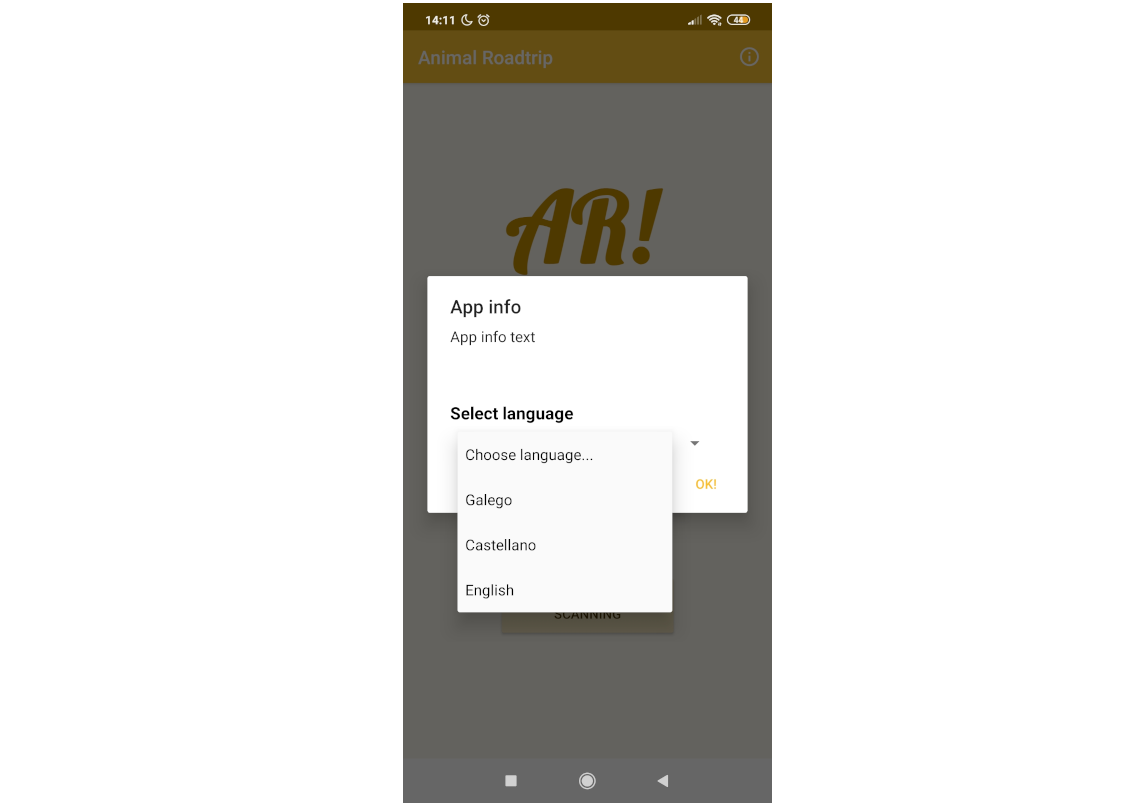 14:11
44
Animal Roadtrip
AR!
App info
App info text
Select language
Choose language...
OK!
Galego
Castellano
English
SCANNING